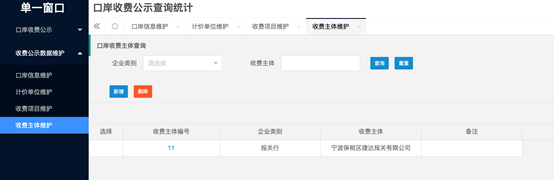 单一窗口
口岸收费公示
收费公示数据维护
口岸信息维护
计价单位维护
收费项目维护
收费主体维护
口岸收费公示查询统计
口岸信息维护 × 计价单位维护 × 收费项目维护 × 收费主体维护 ×
口岸收费主体查询
企业类别 请选择 收费主体 查询 重置
新增 删除
选择 收费主体编号 企业类别 收费主体 备注
11 报关行 宁波保税区捷达报关有限公司